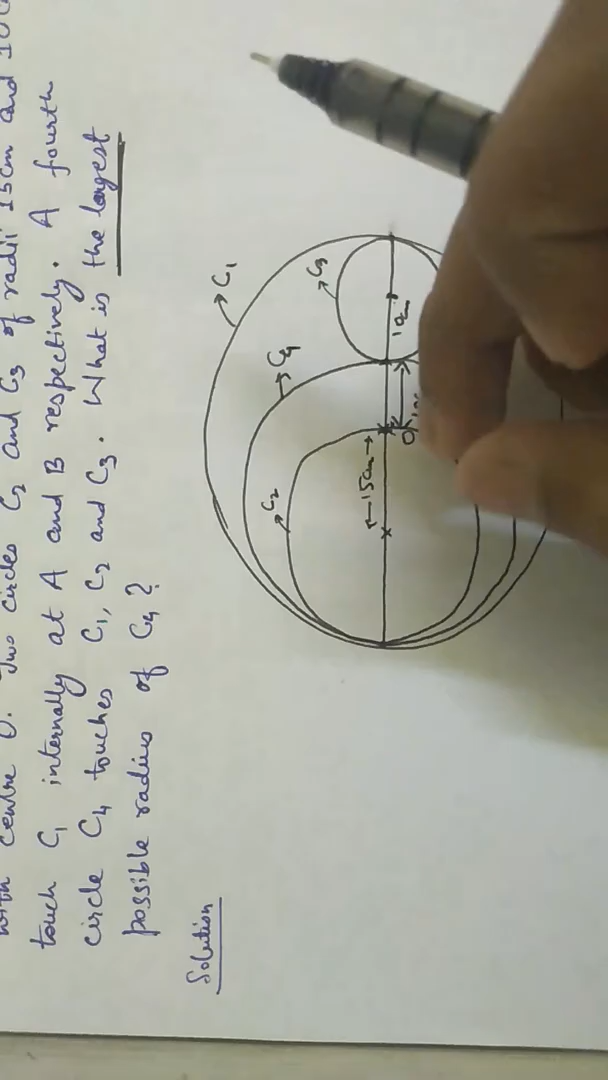 with centre O. Two circles C2 and C3 of radii 15cm and 10c
touch C1 internally at A and B respectively. A fourth
circle C4 touches C1, C2 and C3. What is the largest
possible radius of C4?
Solution
C1
C3
C4
C2
15cm
O